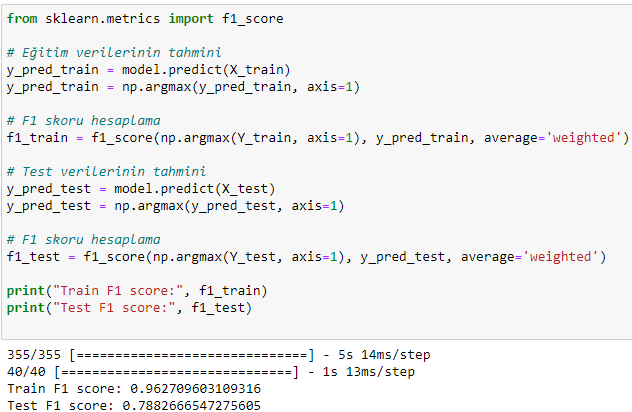 from sklearn.metrics import f1_score
# Eğitim verilerinin tahmini
y_pred_train = model.predict(X_train)
y_pred_train = np.argmax(y_pred_train, axis=1)
# F1 skoru hesaplama
f1_train = f1_score(np.argmax(Y_train, axis=1), y_pred_train, average='weighted')
# Test verilerinin tahmini
y_pred_test = model.predict(X_test)
y_pred_test = np.argmax(y_pred_test, axis=1)
# F1 skoru hesaplama
f1_test = f1_score(np.argmax(Y_test, axis=1), y_pred_test, average='weighted')
print("Train F1 score:", f1_train)
print("Test F1 score:", f1_test)
355/355 [==============================] - 5s 14ms/step
40/40 [==============================] - 1s 13ms/step
Train F1 score: 0.962709603109316
Test F1 score: 0.7882666547275605